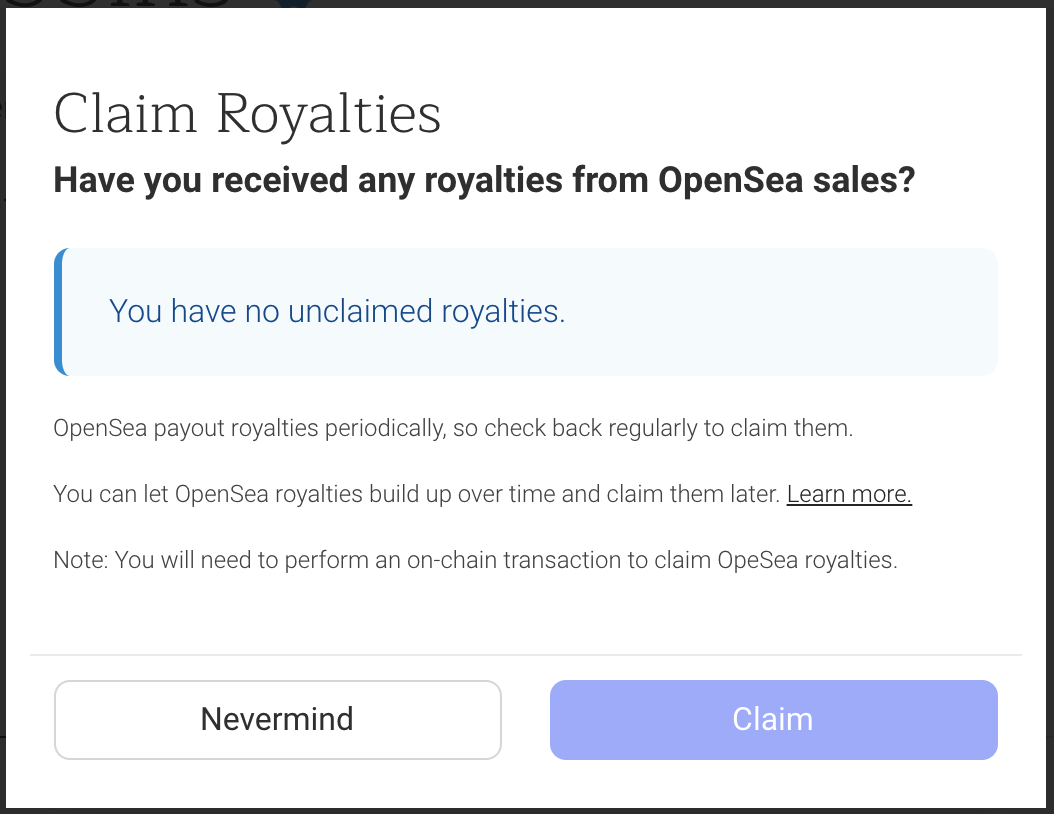 Claim Royalties
Have you received any royalties from OpenSea sales?
You have no unclaimed royalties.
OpenSea payout royalties periodically, so check back regularly to claim them.
You can let OpenSea royalties build up over time and claim them later. Learn more.
Note: You will need to perform an on-chain transaction to claim OpeSea royalties.
Nevermind
Claim